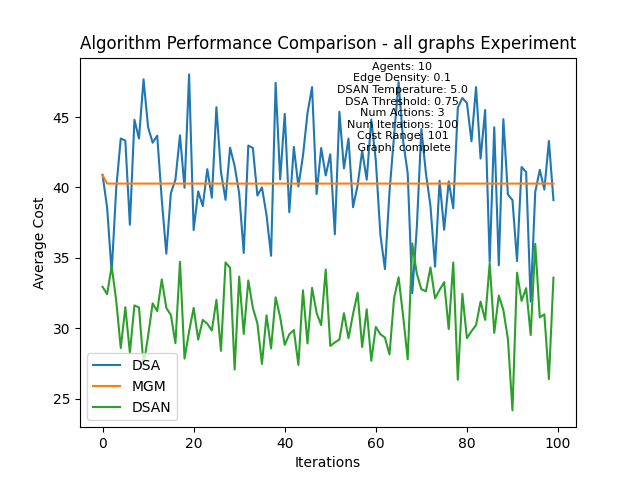 Algorithm Performance Comparison - all graphs Experiment
Agents: 10
Edge Density: 0.1
DSAN Temperature: 5.0
DSA Threshold: 0.75
Num Actions: 3
Num Iterations: 100
Cost Range: 101
Graph: complete
Average Cost
45
40
35
30
25
DSA
MGM
DSAN
0
20
40
60
80
100
Iterations